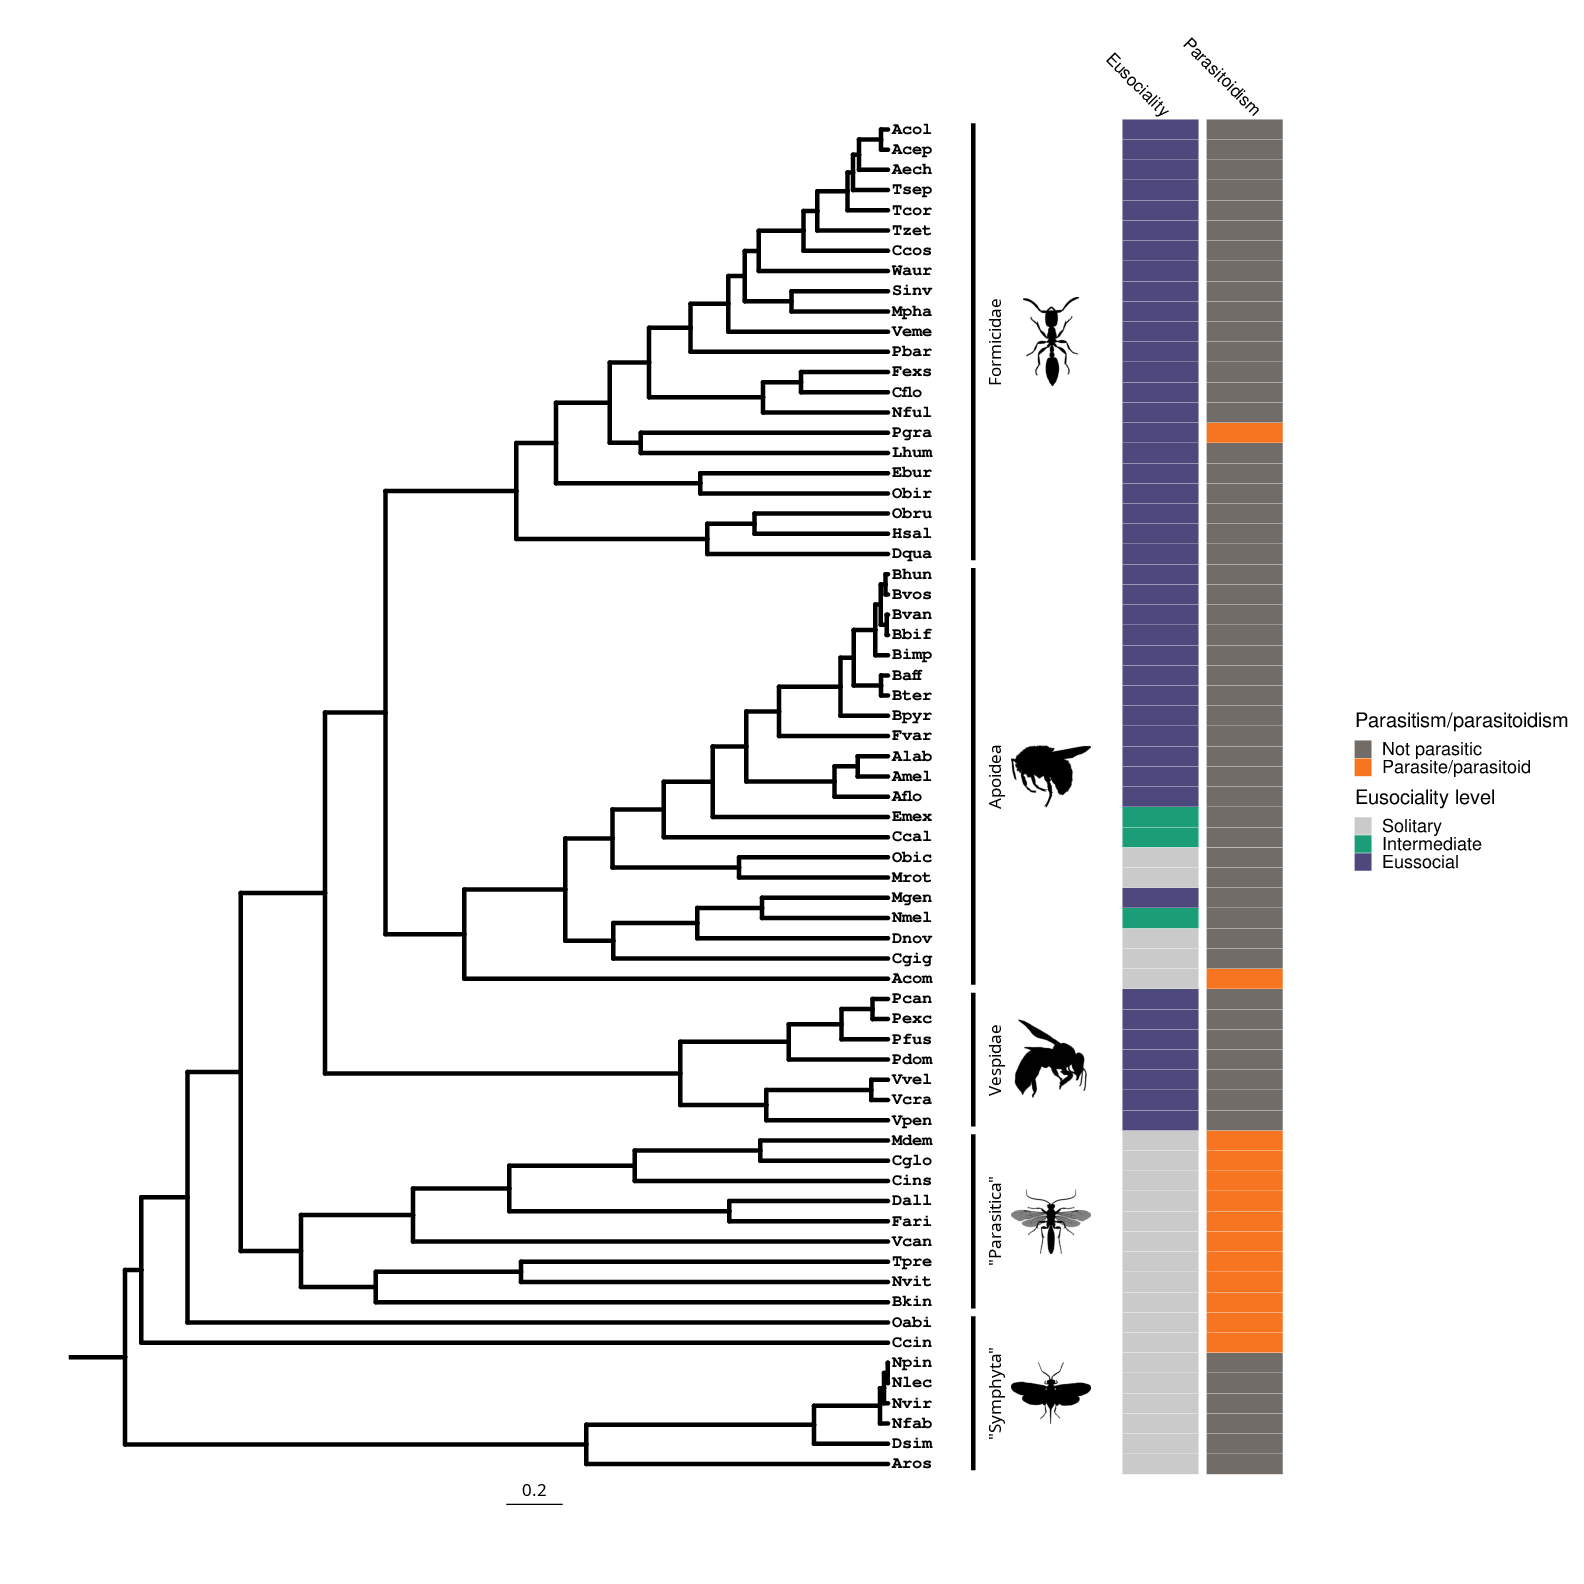 Eusociality
Parasitoidism
Acol
Acep
Aech
Tsep
Tcor
Tzet
Ccos
Waur
Sinv
Mpha
Veme
Pbar
Fexs
Cflo
Nful
Pgra
Lhum
Ebur
Obir
Obru
Hsal
Dqua
Formicidae
Bhun
Bvos
Bvan
Bbif
Bimp
Baff
Bter
Bpyr
Fvar
Alab
Amel
Aflo
Emex
Ccal
Obic
Mrot
Mgen
Nmel
Dnov
Cgig
Acom
Apoidea
Pcan
Pexc
Pfus
Pdom
Vvel
Vcra
Vpen
Vespidae
Mdem
Cglo
Cins
Dall
Fari
Vcan
Tpre
Nvit
Bkin
"Parasitica"
Oabi
Ccin
Npin
Nlec
Nvir
Nfab
Dsim
Aros
"Symphyta"
0.2
Parasitism/parasitoidism
Not parasitic
Parasite/parasitoid
Eusociality level
Solitary
Intermediate
Eussocial